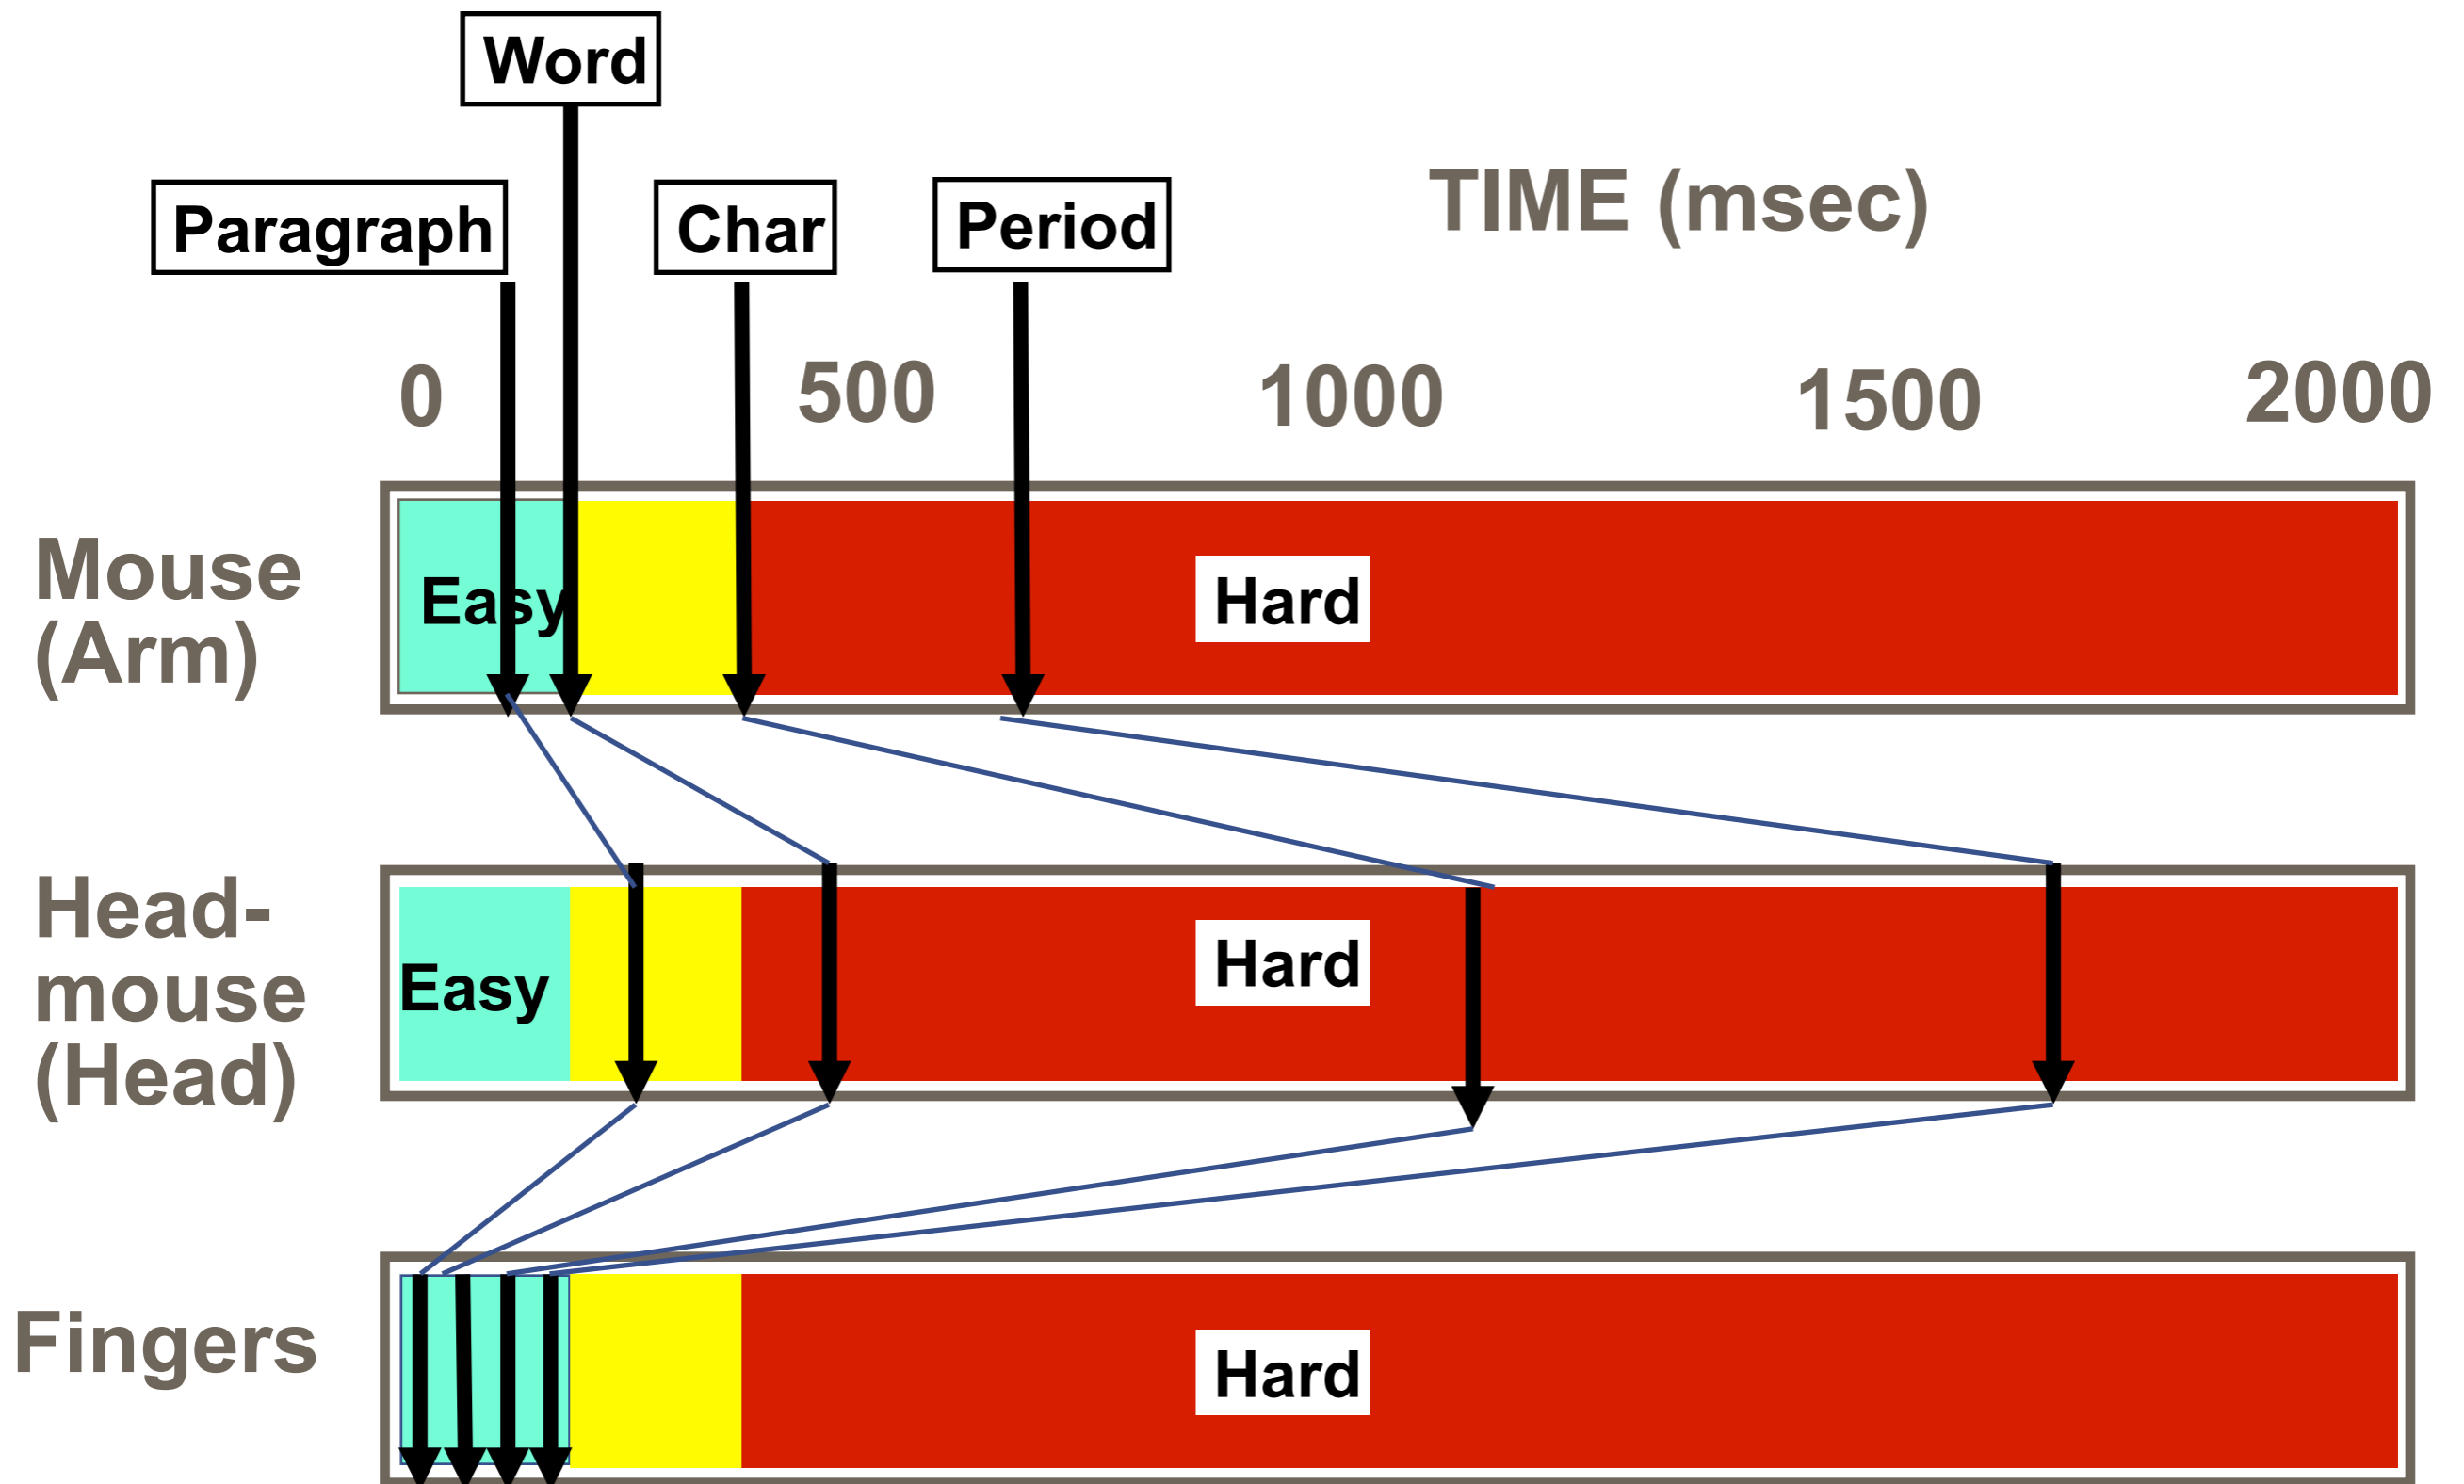 Word
Paragraph
Char
Period
TIME (msec)
0
500
1000
1500
2000
Mouse
(Arm)
Easy
Hard
Head-
mouse
(Head)
Easy
Hard
Fingers
Hard